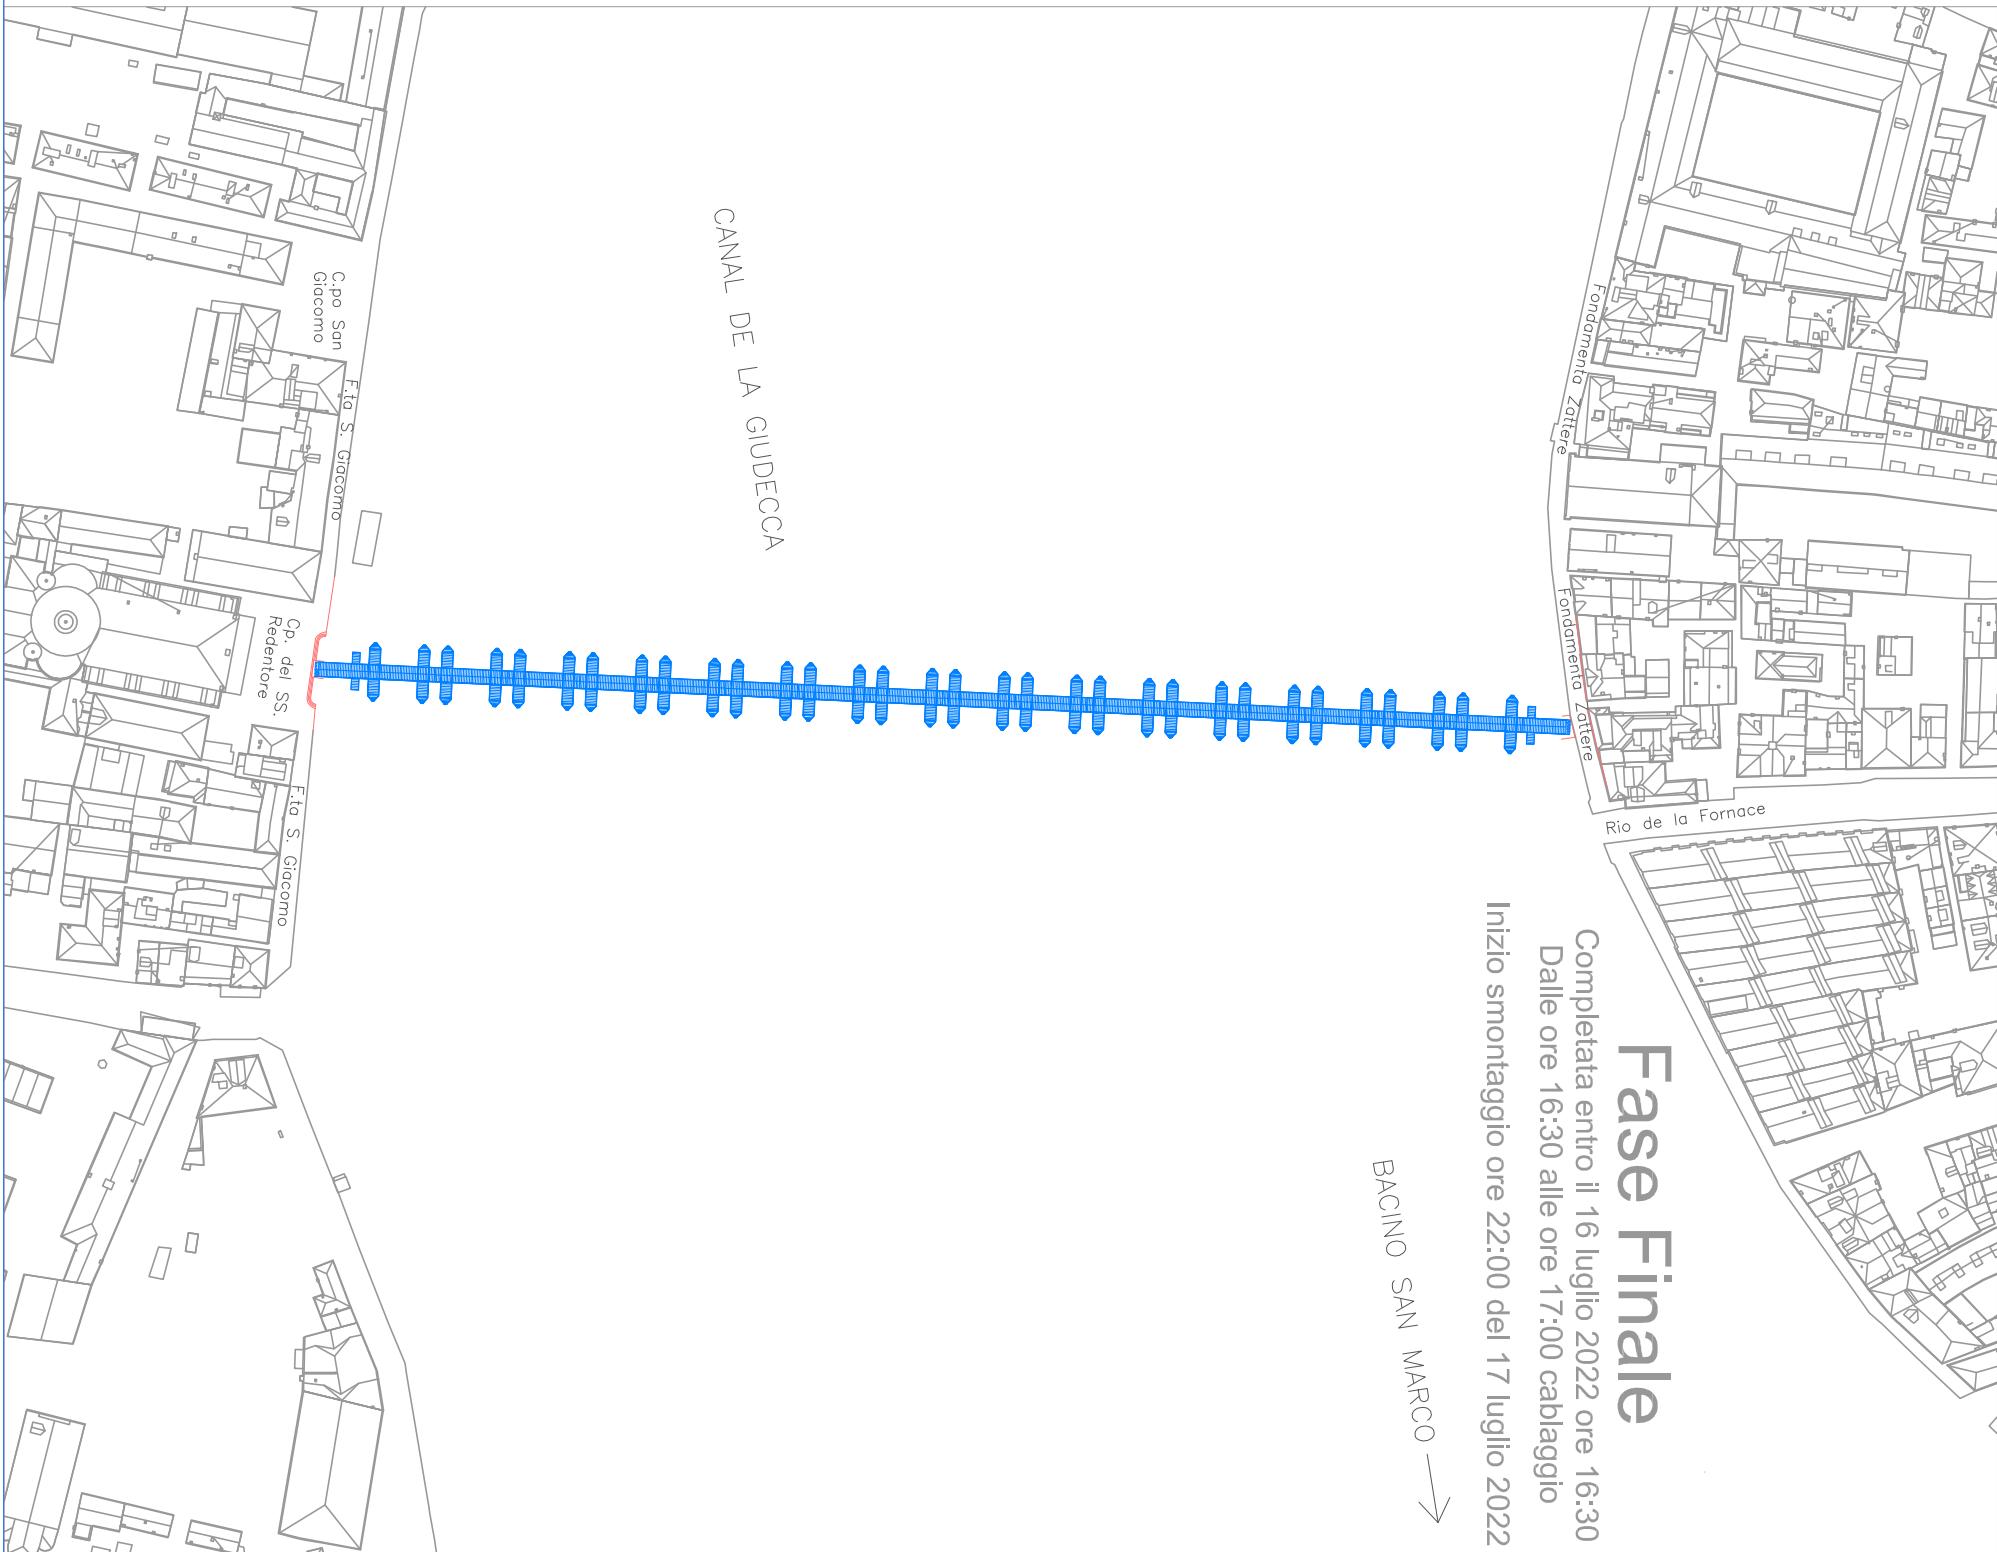 Fase Finale
Completata entro il 16 luglio 2022 ore 16:30
Dalle ore 16:30 alle ore 17:00 cablaggio
Inizio smontaggio ore 22:00 del 17 luglio 2022
Fondamenta Zattere
Fondamenta Zattere
Rio de la Fornace
BACINO SAN MARCO
CANAL DE LA GIUDECCA
C.po San
Giacomo
F.ta S. Giacomo
Cp. del SS.
Redentore
F.ta S. Giacomo